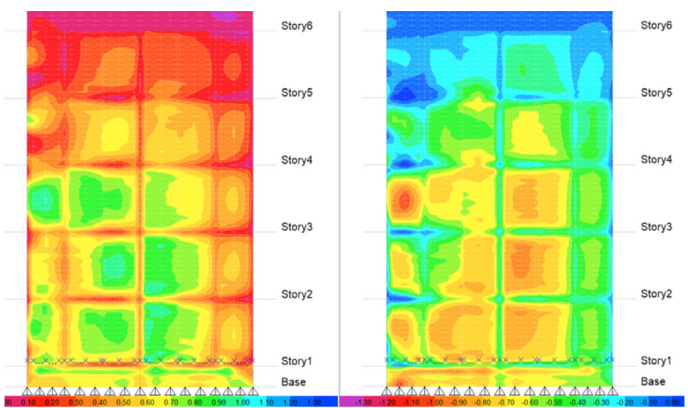 Story6 Story6
Story5 Story5
Story4 Story4
Story3 Story3
Story2 Story2
Story1 Story1
Base Base
0.10 0.20 0.30 0.40 0.50 0.60 0.70 0.80 0.90 1.00 1.10 1.20 1.30 -1.30 -1.20 -1.10 -1.00 -0.90 -0.80 -0.70 -0.60 -0.50 -0.40 -0.30 -0.20 -0.10 0.00